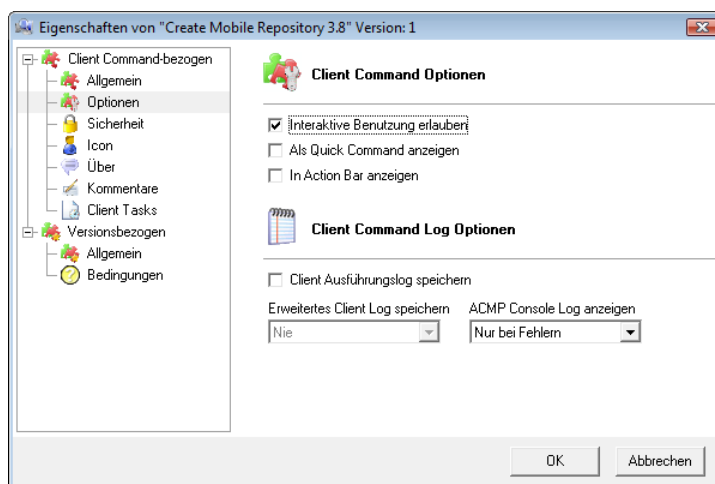 Eigenschaften von "Create Mobile Repository 3.8" Version: 1
Client Command-bezogen
Allgemein
Optionen
Sicherheit
Icon
Über
Kommentare
Client Tasks
Versionsbezogen
Allgemein
Bedingungen
Client Command Optionen
Interaktive Benutzung erlauben
Als Quick Command anzeigen
In Action Bar anzeigen
Client Command Log Optionen
Client Ausführungslog speichern
Erweitertes Client Log speichern
Nie
ACMP Console Log anzeigen
Nur bei Fehlern
OK
Abbrechen